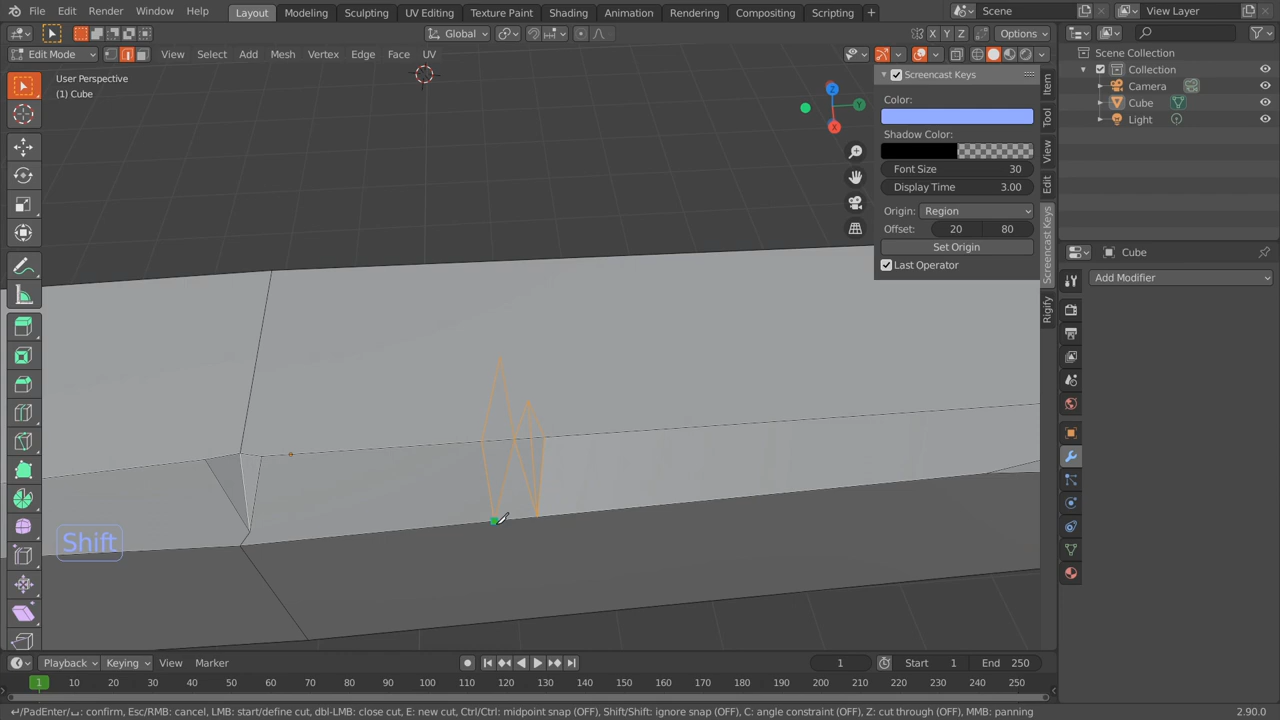 File Edit Render Window Help Layout Modeling Sculpting UV Editing Texture Paint Shading Animation Rendering Compositing Scripting + Scene View Layer
Global X Y Z Options
Edit Mode View Select Add Mesh Vertex Edge Face UV
User Perspective
(1) Cube
Z
Y
X
Screencast Keys
Color:
Shadow Color:
Font Size 30
Display Time 3.00
Origin: Region
Offset: 20 80
Set Origin
Last Operator
Item
Tool
View
Edit
Screencast Keys
Rigify
Scene Collection
Collection
Camera
Cube
Light
Cube
Add Modifier
Shift
Playback Keying View Marker 1 Start 1 End 250
1 10 20 30 40 50 60 70 80 90 100 110 120 130 140 150 160 170 180 190 200 210 220 230 240 250
/PadEnter/␣: confirm, Esc/RMB: cancel, LMB: start/define cut, dbl-LMB: close cut, E: new cut, Ctrl/Ctrl: midpoint snap (OFF), Shift/Shift: ignore snap (OFF), C: angle constraint (OFF), Z: cut through (OFF), MMB: panning 2.90.0